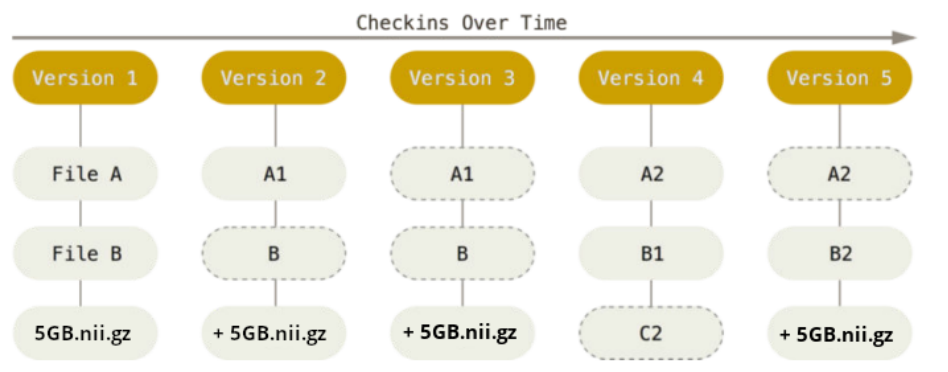 Checkins Over Time
Version 1 Version 2 Version 3 Version 4 Version 5
File A A1 A1 A2 A2
File B B B B1 B2
5GB.nii.gz + 5GB.nii.gz + 5GB.nii.gz C2 + 5GB.nii.gz